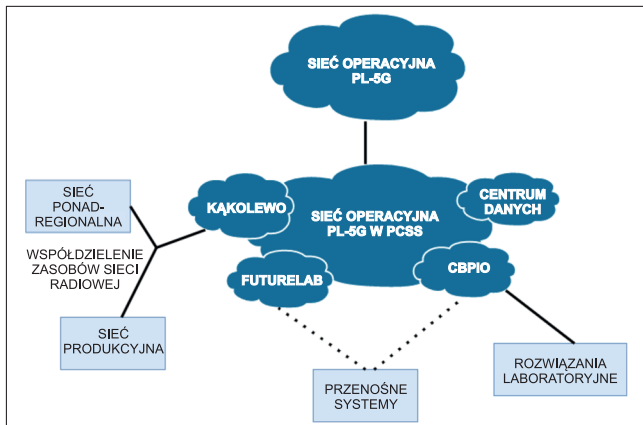 SIEĆ OPERACYJNA
PL-5G
SIEĆ
PONAD-
REGIONALNA
KĄKOLEWO
SIEĆ OPERACYJNA
PL-5G W PCSS
CENTRUM
DANYCH
WSPÓŁDZIELENIE
ZASOBÓW SIECI
RADIOWEJ
FUTURELAB
CBPIO
SIEĆ
PRODUKCYJNA
PRZENOŚNE
SYSTEMY
ROZWIĄZANIA
LABORATORYJNE